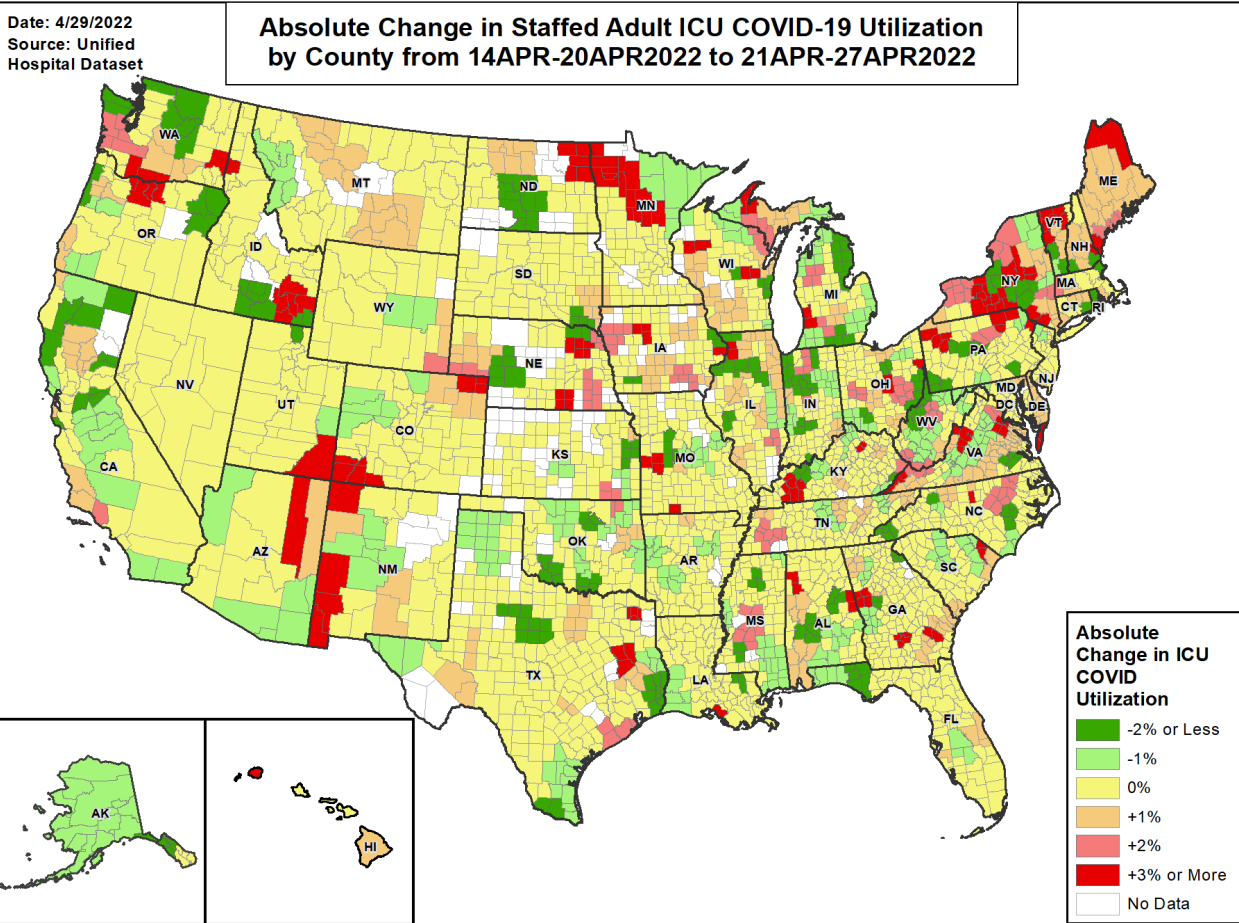 Date: 4/29/2022
Source: Unified
Hospital Dataset
Absolute Change in Staffed Adult ICU COVID-19 Utilization
by County from 14APR-20APR2022 to 21APR-27APR2022
WA
MT
ND
MN
ME
VT
NH
OR
ID
SD
WI
MI
NY
MA
CT
RI
WY
NE
IA
PA
NJ
NV
UT
CO
KS
MO
IL
IN
OH
MD
DC
DE
WV
VA
KY
CA
AZ
NM
OK
AR
TN
NC
SC
MS
AL
GA
TX
LA
FL
AK
HI
Absolute
Change in ICU
COVID
Utilization
-2% or Less
-1%
0%
+1%
+2%
+3% or More
No Data